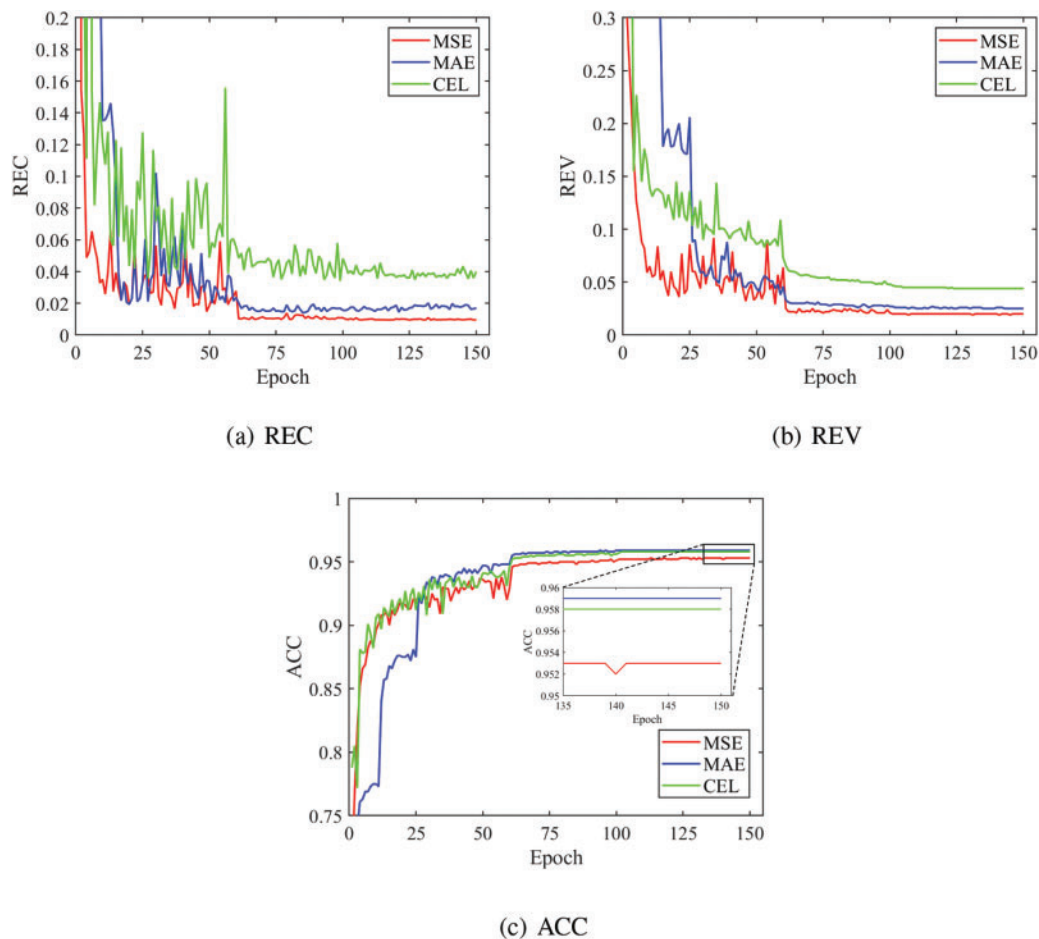 0.2
0.18
0.16
0.14
0.12
0.1
0.08
0.06
0.04
0.02
0
REC
0 25 50 75 100 125 150
Epoch
MSE
MAE
CEL
(a) REC
0.3
0.25
0.2
0.15
0.1
0.05
0
REV
0 25 50 75 100 125 150
Epoch
MSE
MAE
CEL
(b) REV
1
0.95
0.9
0.85
0.8
0.75
ACC
0 25 50 75 100 125 150
Epoch
0.96
0.958
0.956
0.954
0.952
0.95
ACC
135 140 145 150
Epoch
MSE
MAE
CEL
(c) ACC